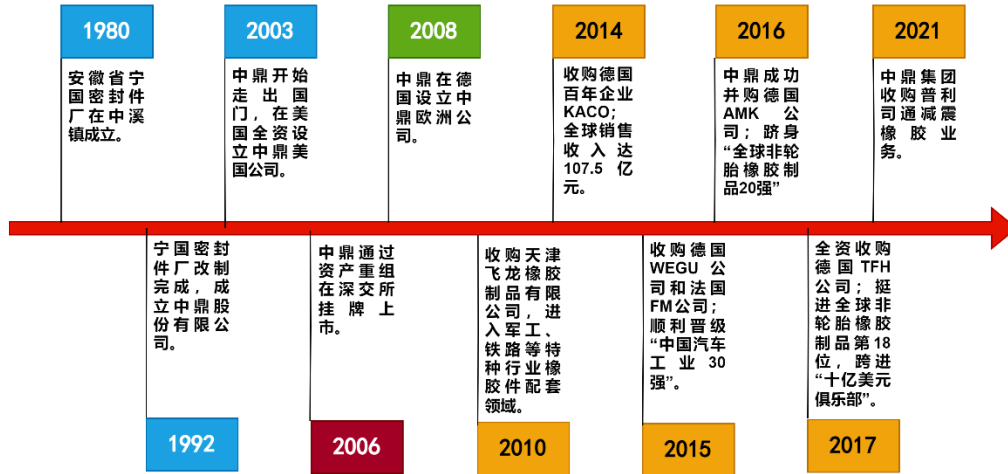 1980
安徽省宁
国密封件
厂在中溪
镇成立。
2003
中鼎开始
走出国
门，在美
国全资设
立中鼎美
国公司。
2008
中鼎在德
国设立中
鼎欧洲公
司。
2014
收购德国
百年企业
KACO；
全球销售
收入达
107.5亿
元。
2016
中鼎成功
并购德国
AMK公
司；跻身
“全球非轮
胎橡胶制
品20强”
2021
中鼎集团
收购普利
司通减震
橡胶业
务。
宁国密封
件厂改制
完成，成
立中鼎股
份有限公
司。
1992
中鼎通过
资产重组
在深交所
挂牌上
市。
2006
收购天津
飞龙橡胶
制品有限
公司，进
入军工、
铁路等特
种行业橡
胶件配套
领域。
2010
收购德国
WEGU公
司和法国
FM公司；
顺利晋级
“中国汽车
工业30
强”。
2015
全资收购
德国TFH
公司；挺
进全球非
轮胎橡胶
制品第18
位，跨进
“十亿美元
俱乐部”。
2017